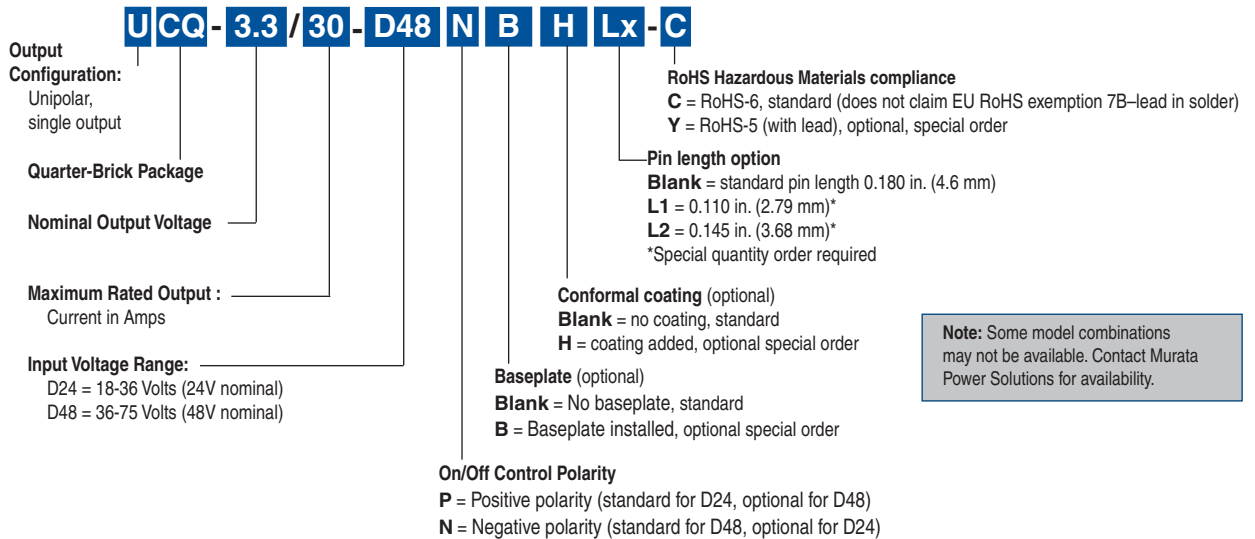 UCQ-3.3/30-D48NBHLx-C
Output
Configuration:
Unipolar,
single output
Quarter-Brick Package
Nominal Output Voltage
Maximum Rated Output :
Current in Amps
Input Voltage Range:
D24 = 18-36 Volts (24V nominal)
D48 = 36-75 Volts (48V nominal)
RoHS Hazardous Materials compliance
C = RoHS-6, standard (does not claim EU RoHS exemption 7B–lead in solder)
Y = RoHS-5 (with lead), optional, special order
Pin length option
Blank = standard pin length 0.180 in. (4.6 mm)
L1 = 0.110 in. (2.79 mm)*
L2 = 0.145 in. (3.68 mm)*
*Special quantity order required
Conformal coating (optional)
Blank = no coating, standard
H = coating added, optional special order
Baseplate (optional)
Blank = No baseplate, standard
B = Baseplate installed, optional special order
On/Off Control Polarity
P = Positive polarity (standard for D24, optional for D48)
N = Negative polarity (standard for D48, optional for D24)
Note: Some model combinations
may not be available. Contact Murata
Power Solutions for availability.